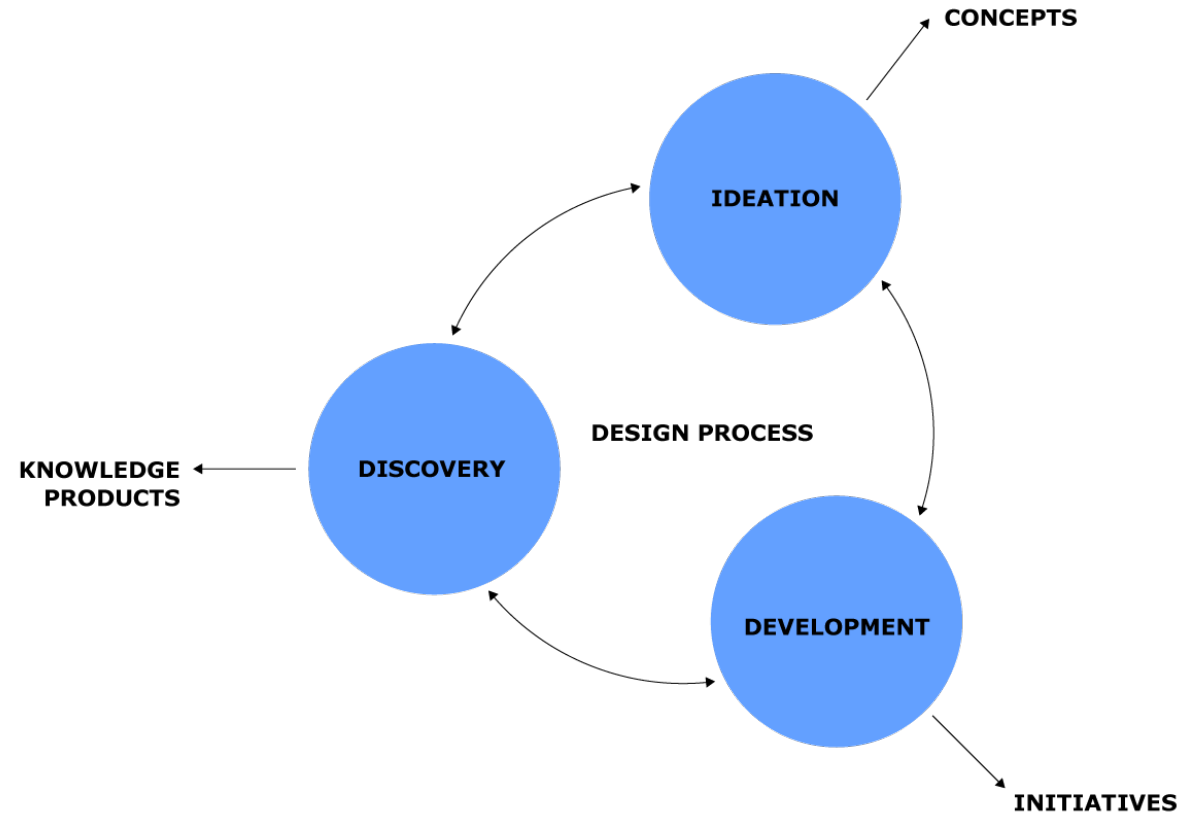 CONCEPTS
IDEATION
DESIGN PROCESS
KNOWLEDGE
PRODUCTS
DISCOVERY
DEVELOPMENT
INITIATIVES